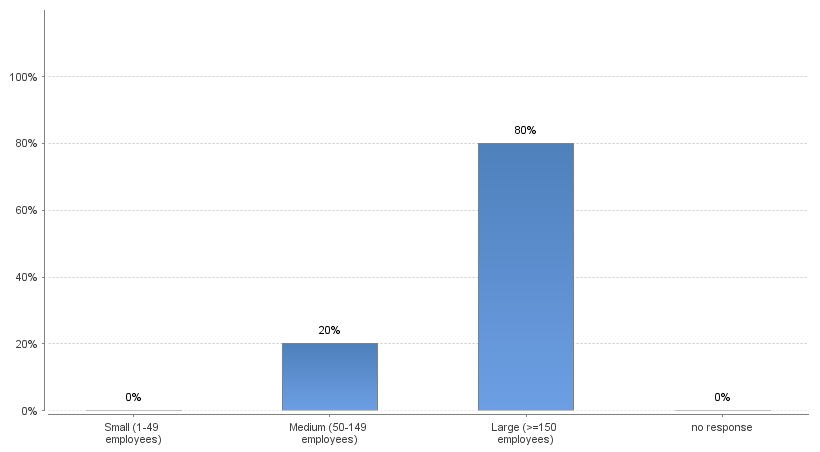 100%
80%
60%
40%
20%
0%
0%
20%
80%
0%
Small (1-49
employees)
Medium (50-149
employees)
Large (>=150
employees)
no response